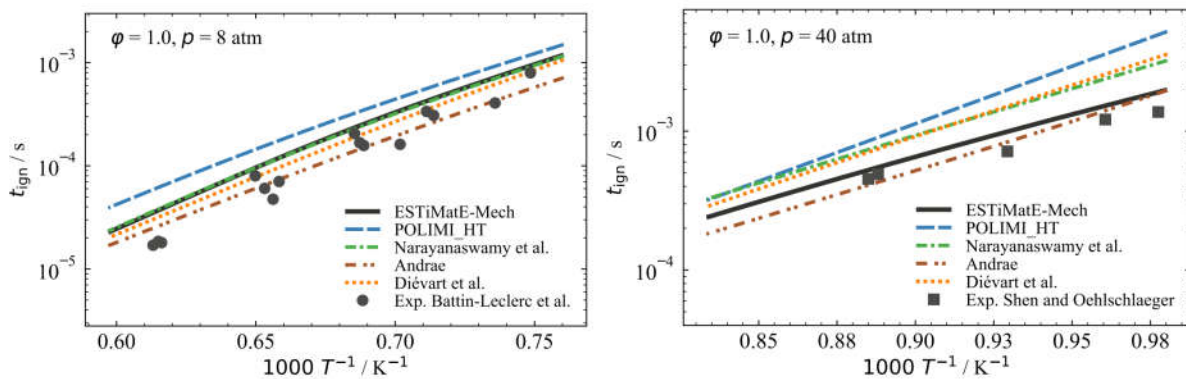 φ = 1.0, p = 8 atm
10⁻³
10⁻⁴
10⁻⁵
t_ign / s
ESTiMatE-Mech
POLIMI_HT
Narayanaswamy et al.
Andrae
Diévart et al.
Exp. Battin-Leclerc et al.
0.60 0.65 0.70 0.75
1000 T⁻¹ / K⁻¹
φ = 1.0, p = 40 atm
10⁻³
10⁻⁴
t_ign / s
ESTiMatE-Mech
POLIMI_HT
Narayanaswamy et al.
Andrae
Diévart et al.
Exp. Shen and Oehlschlaeger
0.85 0.88 0.90 0.93 0.95 0.98
1000 T⁻¹ / K⁻¹